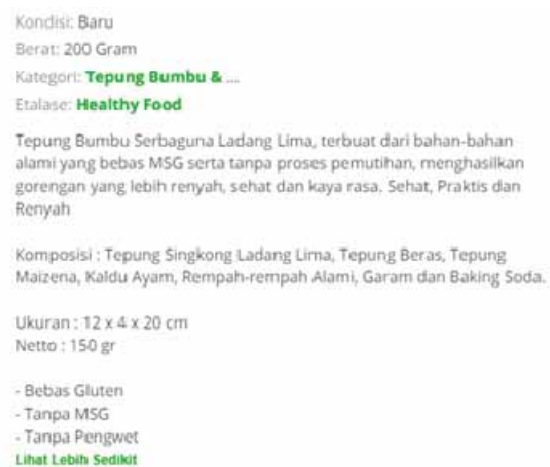 Kondisi: Baru
Berat: 200 Gram
Kategori: Tepung Bumbu & ....
Etalase: Healthy Food
Tepung Bumbu Serbaguna Ladang Lima, terbuat dari bahan-bahan
alami yang bebas MSG serta tanpa proses pemutihan, menghasilkan
gorengan yang lebih renyah, sehat dan kaya rasa. Sehat, Praktis dan
Renyah
Komposisi : Tepung Singkong Ladang Lima, Tepung Beras, Tepung
Maizena, Kaldu Ayam, Rempah-rempah Alami, Garam dan Baking Soda.
Ukuran : 12 x 4 x 20 cm
Netto : 150 gr
- Bebas Gluten
- Tanpa MSG
- Tanpa Pengwet
Lihat Lebih Sedikit